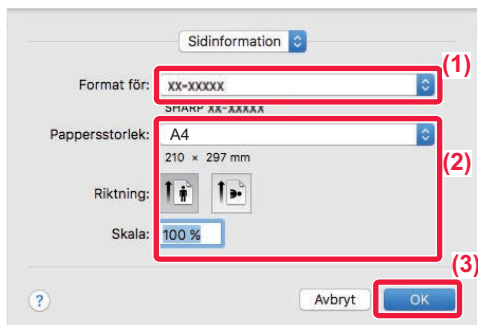 Sidinformation
(1)
Format för: XX-XXXXX
SHARP XX-XXXXX
Pappersstorlek: A4
210 × 297 mm
(2)
Riktning:
Skala: 100 %
(3)
? Avbryt OK